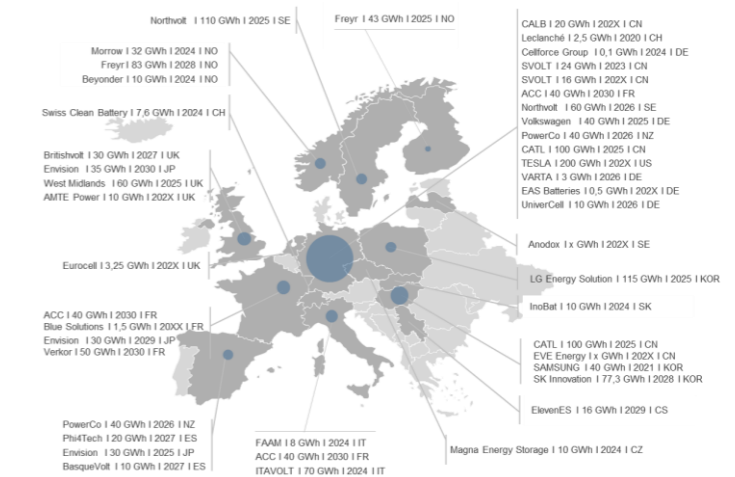 Northvolt I 110 GWh I 2025 I SE
Freyr I 43 GWh I 2025 I NO
Morrow I 32 GWh I 2024 I NO
Freyr I 83 GWh I 2028 I NO
Beyonder I 10 GWh I 2024 I NO
Swiss Clean Battery I 7,6 GWh I 2024 I CH
Britishvolt I 30 GWh I 2027 I UK
Envision I 35 GWh I 2030 I JP
West Midlands I 60 GWh I 2025 I UK
AMTE Power I 10 GWh I 202X I UK
Eurocell I 3,25 GWh I 202X I UK
ACC I 40 GWh I 2030 I FR
Blue Solutions I 1,5 GWh I 20XX I FR
Envision I 30 GWh I 2029 I JP
Verkor I 50 GWh I 2030 I FR
PowerCo I 40 GWh I 2026 I NZ
Phi4Tech I 20 GWh I 2027 I ES
Envision I 30 GWh I 2025 I JP
BasqueVolt I 10 GWh I 2027 I ES
FAAM I 8 GWh I 2024 I IT
ACC I 40 GWh I 2030 I FR
ITAVOLT I 70 GWh I 2024 I IT
CALB I 20 GWh I 202X I CN
Leclanché I 2,5 GWh I 2020 I CH
Cellforce Group I 0,1 GWh I 2024 I DE
SVOLT I 24 GWh I 2023 I CN
SVOLT I 16 GWh I 202X I CN
ACC I 40 GWh I 2030 I FR
Northvolt I 60 GWh I 2026 I SE
Volkswagen I 40 GWh I 2025 I DE
PowerCo I 40 GWh I 2026 I NZ
CATL I 100 GWh I 2025 I CN
TESLA I 200 GWh I 202X I US
VARTA I 3 GWh I 2026 I DE
EAS Batteries I 0,5 GWh I 202X I DE
UniverCell I 10 GWh I 2026 I DE
Anodox I x GWh I 202X I SE
LG Energy Solution I 115 GWh I 2025 I KOR
InoBat I 10 GWh I 2024 I SK
CATL I 100 GWh I 2025 I CN
EVE Energy I x GWh I 202X I CN
SAMSUNG I 40 GWh I 2021 I KOR
SK Innovation I 77,3 GWh I 2028 I KOR
ElevenES I 16 GWh I 2029 I CS
Magna Energy Storage I 10 GWh I 2024 I CZ